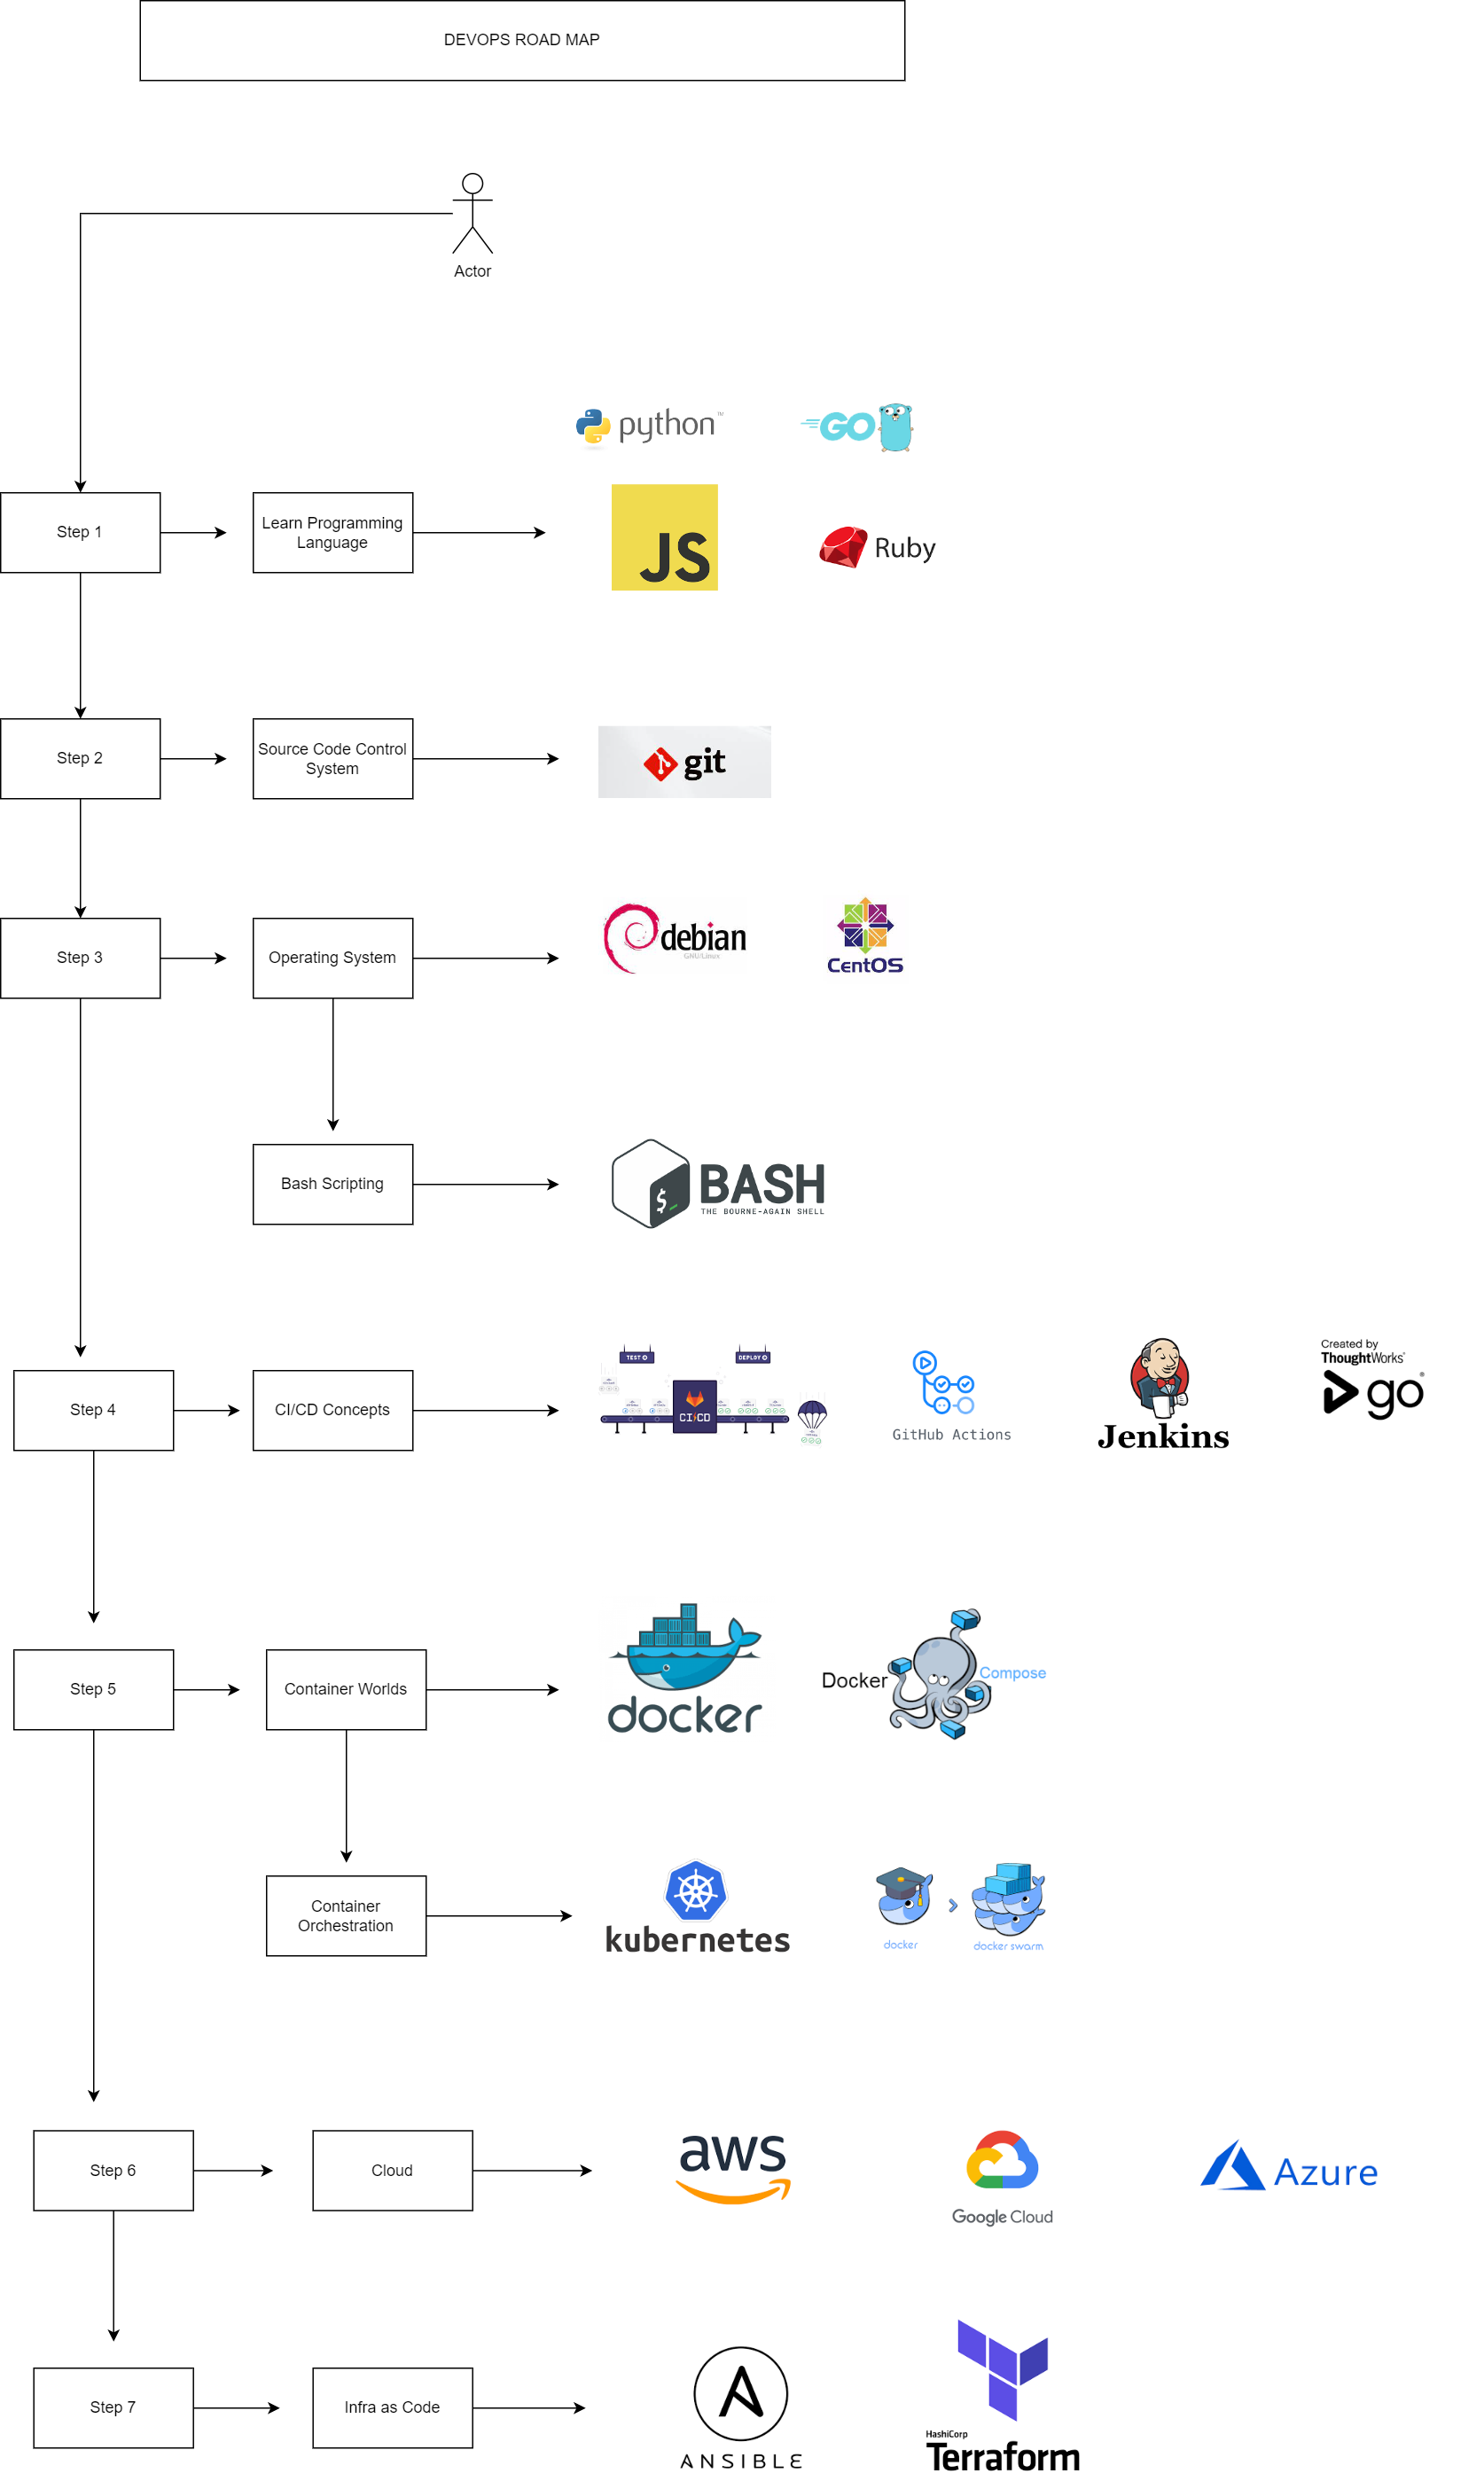 DEVOPS ROAD MAP
Actor
python™
GO
Step 1
Learn Programming
Language
JS
Ruby
Step 2
Source Code Control
System
git
Step 3
Operating System
debian
GNU/Linux
CentOS
Bash Scripting
$_
BASH
THE BOURNE-AGAIN SHELL
Step 4
CI/CD Concepts
TEST
DEPLOY
CI/CD
GitHub Actions
Jenkins
Created by
ThoughtWorks®
go
Step 5
Container Worlds
docker
Docker
Compose
Container
Orchestration
kubernetes
docker
docker swarm
Step 6
Cloud
aws
Google Cloud
Azure
Step 7
Infra as Code
ANSIBLE
HashiCorp
Terraform